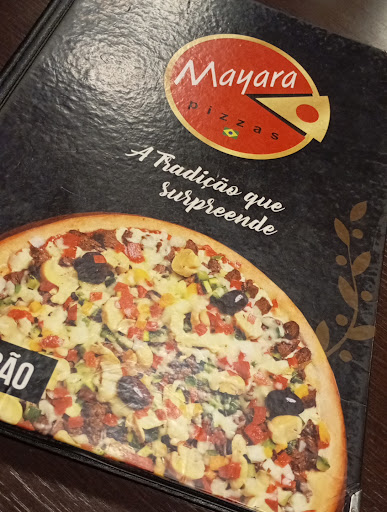 Mayara
pizzas
A Tradição que
surpreende
ÃO